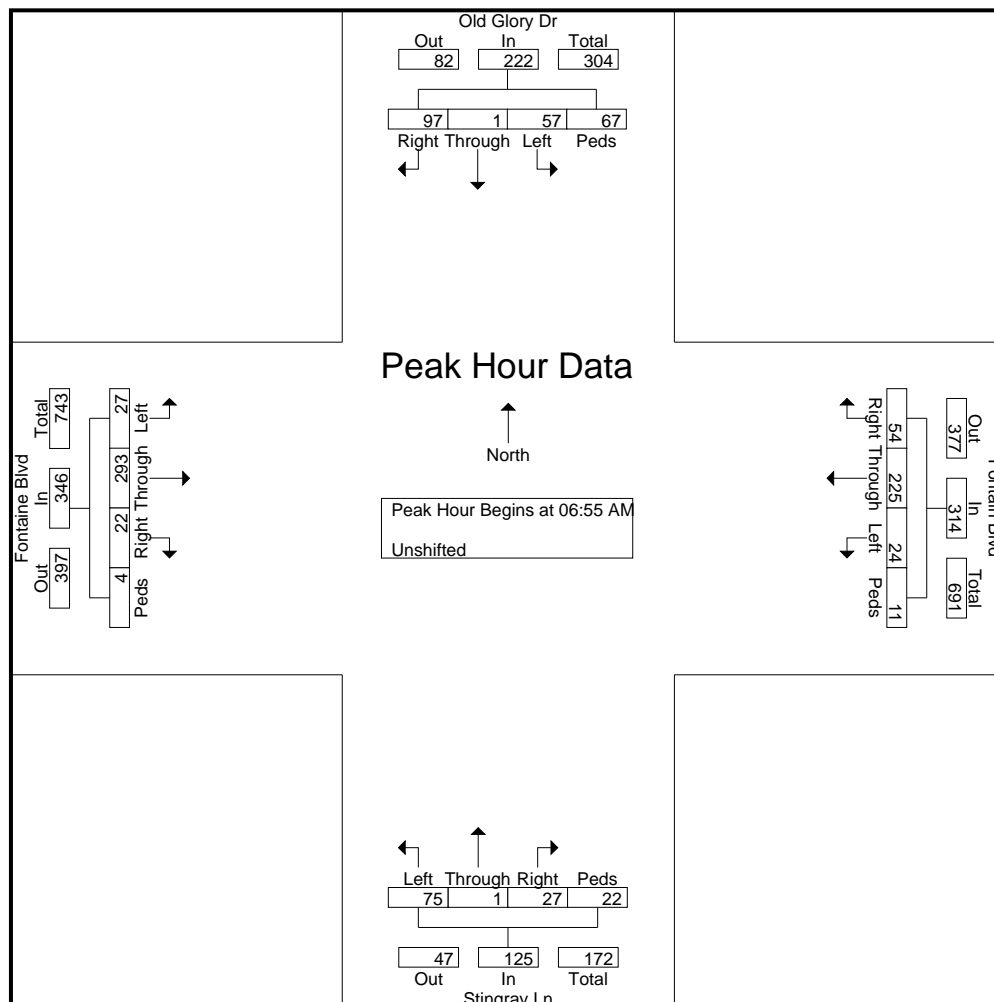 Old Glory Dr
Out In Total
82 222 304
97 1 57 67
Right Through Left Peds
Peak Hour Data
North
Peak Hour Begins at 06:55 AM
Unshifted
Fontaine Blvd
Out In Total
397 346 743
4 22 293 27
Peds Right Through Left
Right Through Left Peds
54 225 24 11
Out In Total
377 314 691
Blvd
Left Through Right Peds
75 1 27 22
47 125 172
Out In Total
Stingray Ln